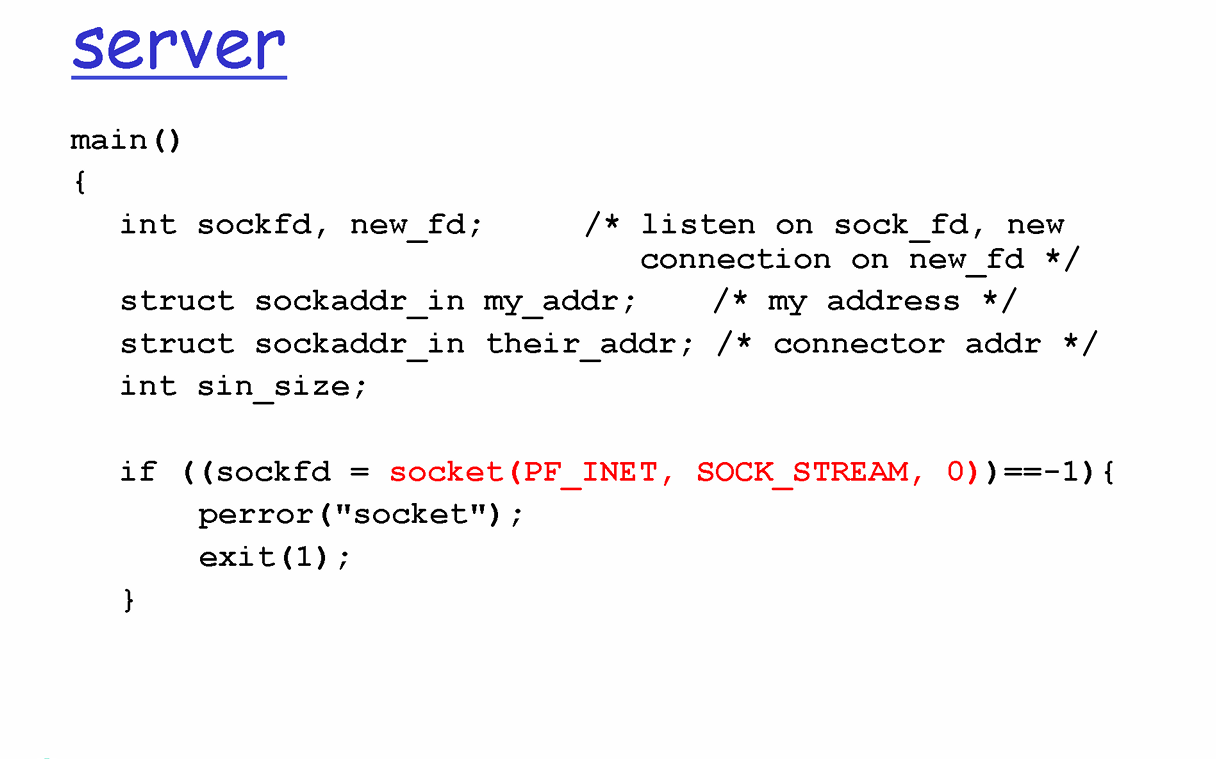 server
main()
{
int sockfd, new_fd; /* listen on sock_fd, new
connection on new_fd */
struct sockaddr_in my_addr; /* my address */
struct sockaddr_in their_addr; /* connector addr */
int sin_size;
if ((sockfd = socket(PF_INET, SOCK_STREAM, 0))==-1){
perror("socket");
exit(1);
}